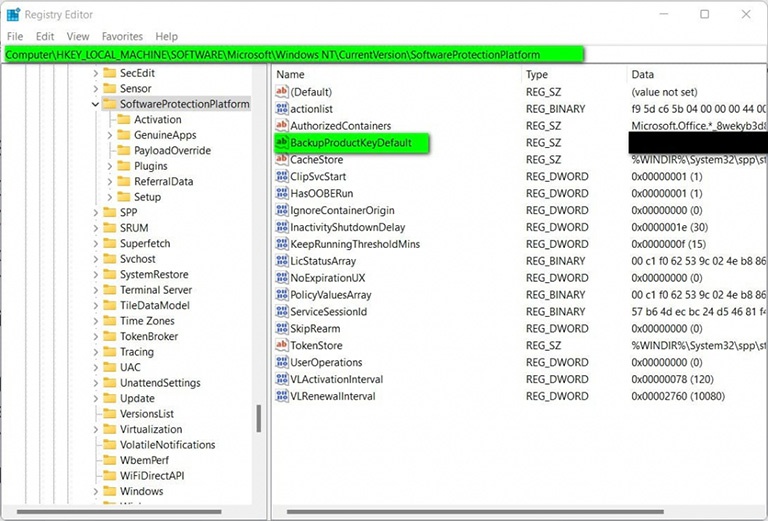 Registry Editor
File Edit View Favorites Help
Computer\HKEY_LOCAL_MACHINE\SOFTWARE\Microsoft\Windows NT\CurrentVersion\SoftwareProtectionPlatform
SecEdit
Sensor
SoftwareProtectionPlatform
Activation
GenuineApps
PayloadOverride
Plugins
ReferralData
Setup
SPP
SRUM
Superfetch
Svchost
SystemRestore
Terminal Server
TileDataModel
Time Zones
TokenBroker
Tracing
UAC
UnattendSettings
Update
VersionsList
Virtualization
VolatileNotifications
WbemPerf
WiFiDirectAPI
Windows
Name Type Data
(Default) REG_SZ (value not set)
actionlist REG_BINARY f9 5d c6 5b 04 00 00 00 44 00
AuthorizedContainers REG_SZ Microsoft.Office.*_8wekyb3d8
BackupProductKeyDefault REG_SZ
CacheStore REG_SZ %WINDIR%\System32\spp\st
ClipSvcStart REG_DWORD 0x00000001 (1)
HasOOBERun REG_DWORD 0x00000001 (1)
IgnoreContainerOrigin REG_DWORD 0x00000000 (0)
InactivityShutdownDelay REG_DWORD 0x0000001e (30)
KeepRunningThresholdMins REG_DWORD 0x0000000f (15)
LicStatusArray REG_BINARY 00 c1 f0 62 53 9c 02 4e b8 86
NoExpirationUX REG_DWORD 0x00000000 (0)
PolicyValuesArray REG_BINARY 00 c1 f0 62 53 9c 02 4e b8 86
ServiceSessionId REG_BINARY 57 b6 4d ec bc 24 d5 46 81 f4
SkipRearm REG_DWORD 0x00000000 (0)
TokenStore REG_SZ %WINDIR%\System32\spp\st
UserOperations REG_DWORD 0x00000000 (0)
VLActivationInterval REG_DWORD 0x00000078 (120)
VLRenewalInterval REG_DWORD 0x00002760 (10080)